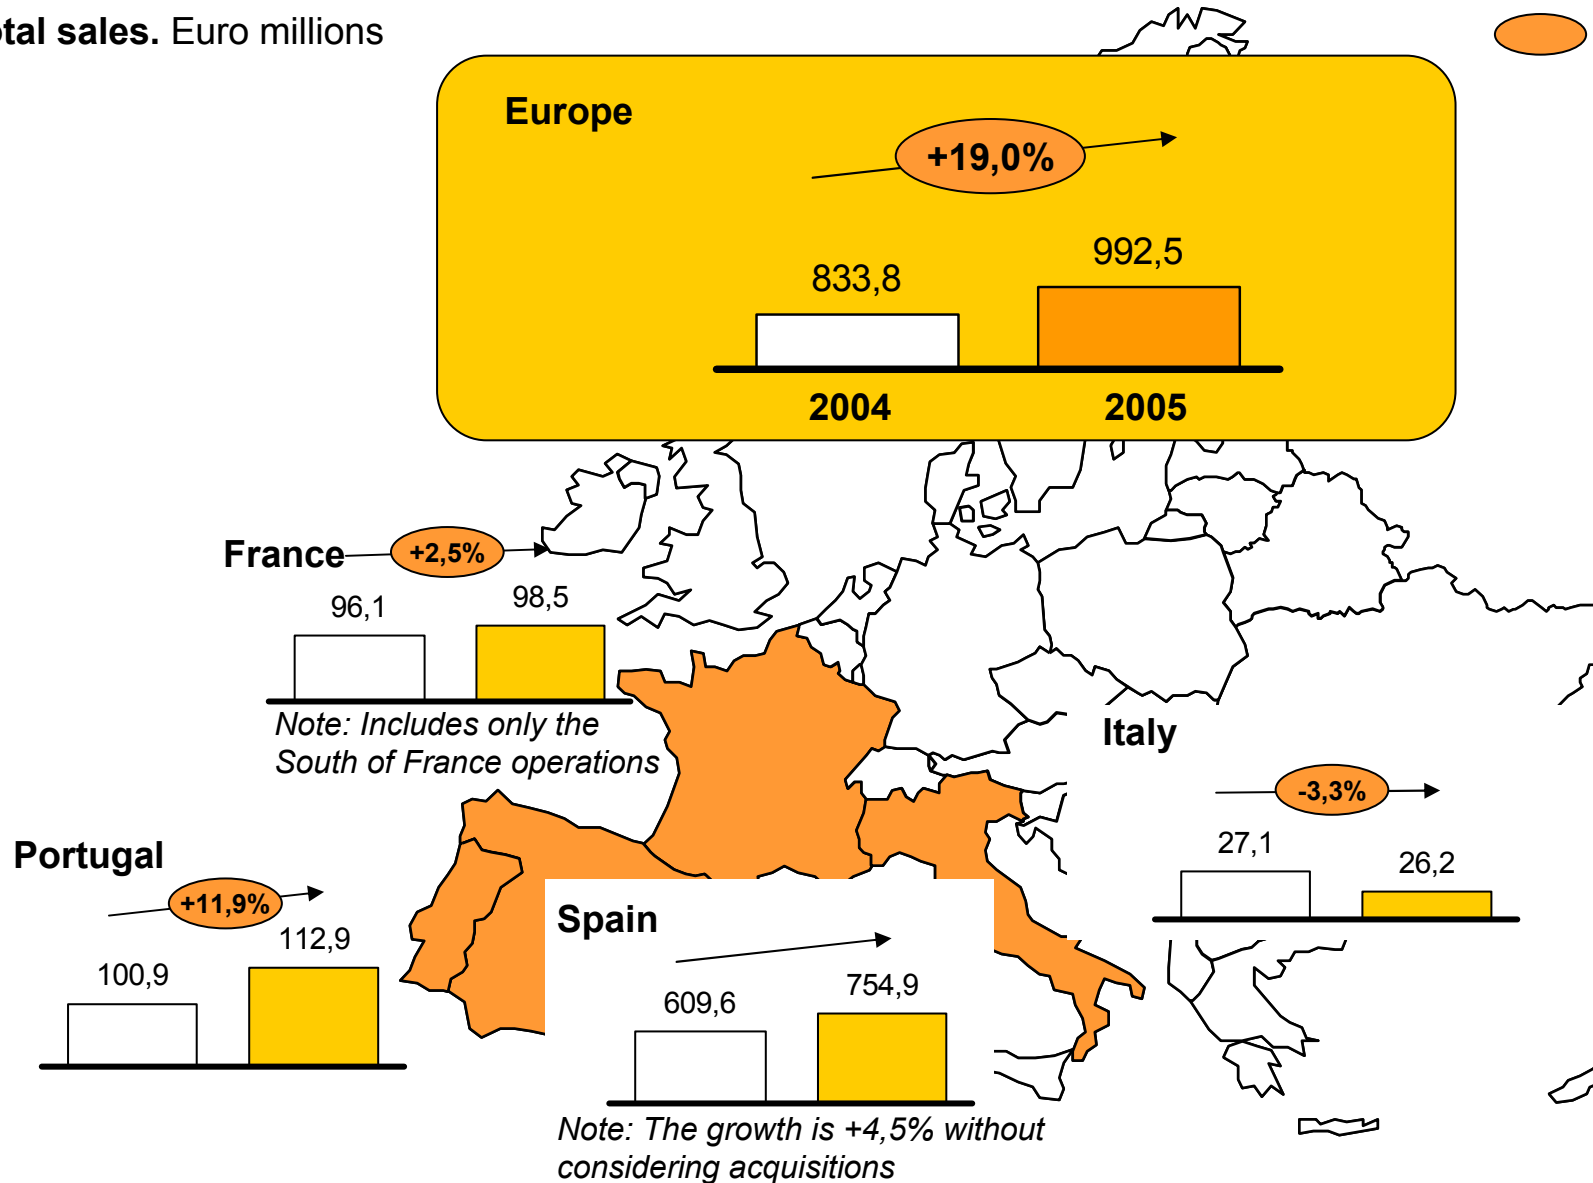 otal sales. Euro millions
Europe
+19,0%
833,8
992,5
2004
2005
France
+2,5%
96,1
98,5
Note: Includes only the
South of France operations
Italy
-3,3%
27,1
26,2
Portugal
+11,9%
100,9
112,9
Spain
609,6
754,9
Note: The growth is +4,5% without
considering acquisitions